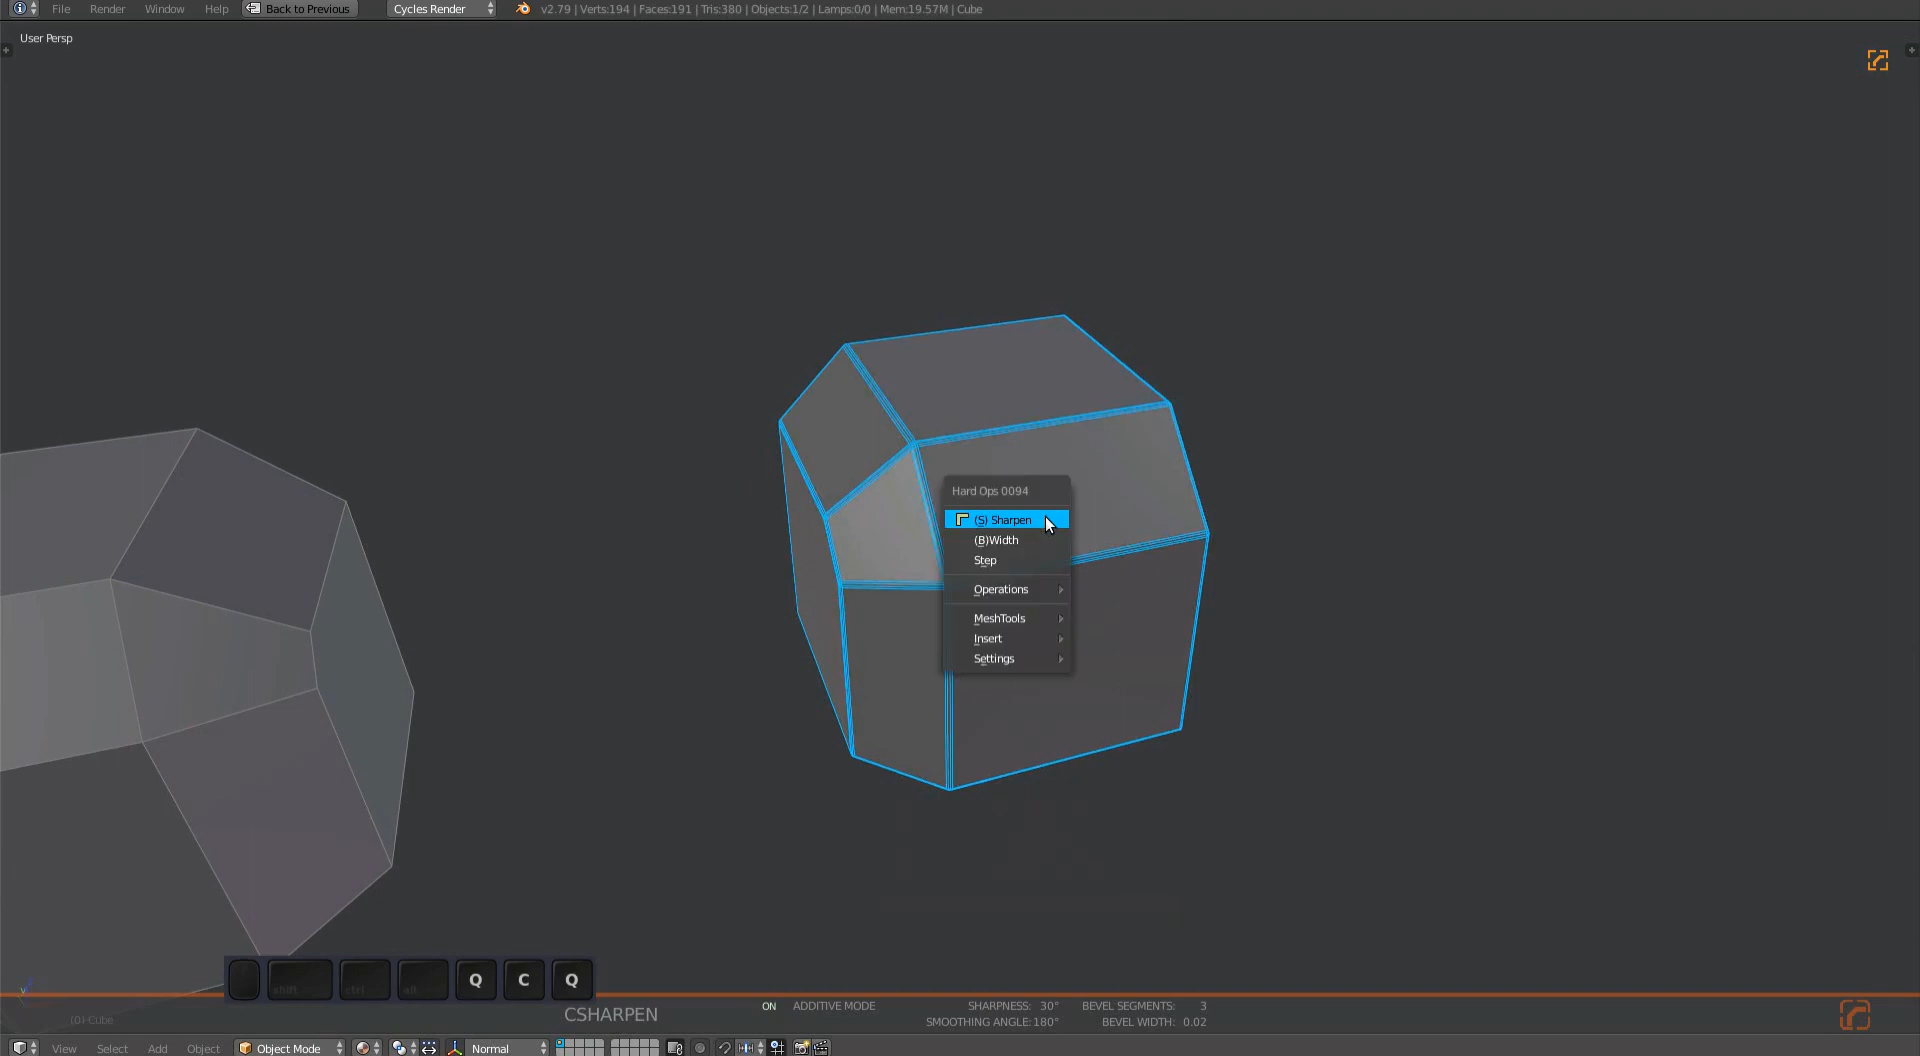 File Render Window Help Back to Previous Cycles Render v2.79 | Verts:194 | Faces:191 | Tris:380 | Objects:1/2 | Lamps:0/0 | Mem:19.57M | Cube
User Persp
Hard Ops 0094
(S) Sharpen
(B)Width
Step
Operations
MeshTools
Insert
Settings
shift ctrl alt Q C Q
CSHARPEN
ON ADDITIVE MODE SHARPNESS: 30° BEVEL SEGMENTS: 3
SMOOTHING ANGLE: 180° BEVEL WIDTH: 0.02
(0) Cube
View Select Add Object Object Mode Normal